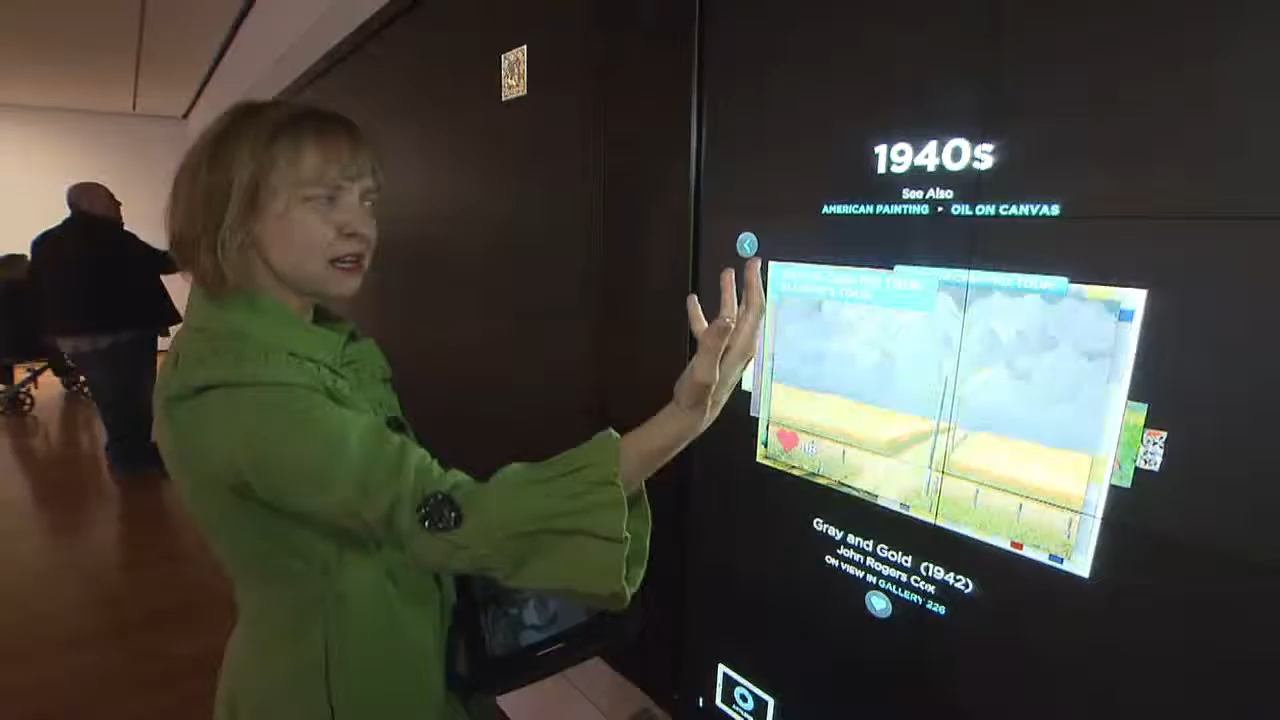 1940s
See Also
AMERICAN PAINTING • OIL ON CANVAS
Gray and Gold (1942)
John Rogers Cox
ON VIEW IN GALLERY 226